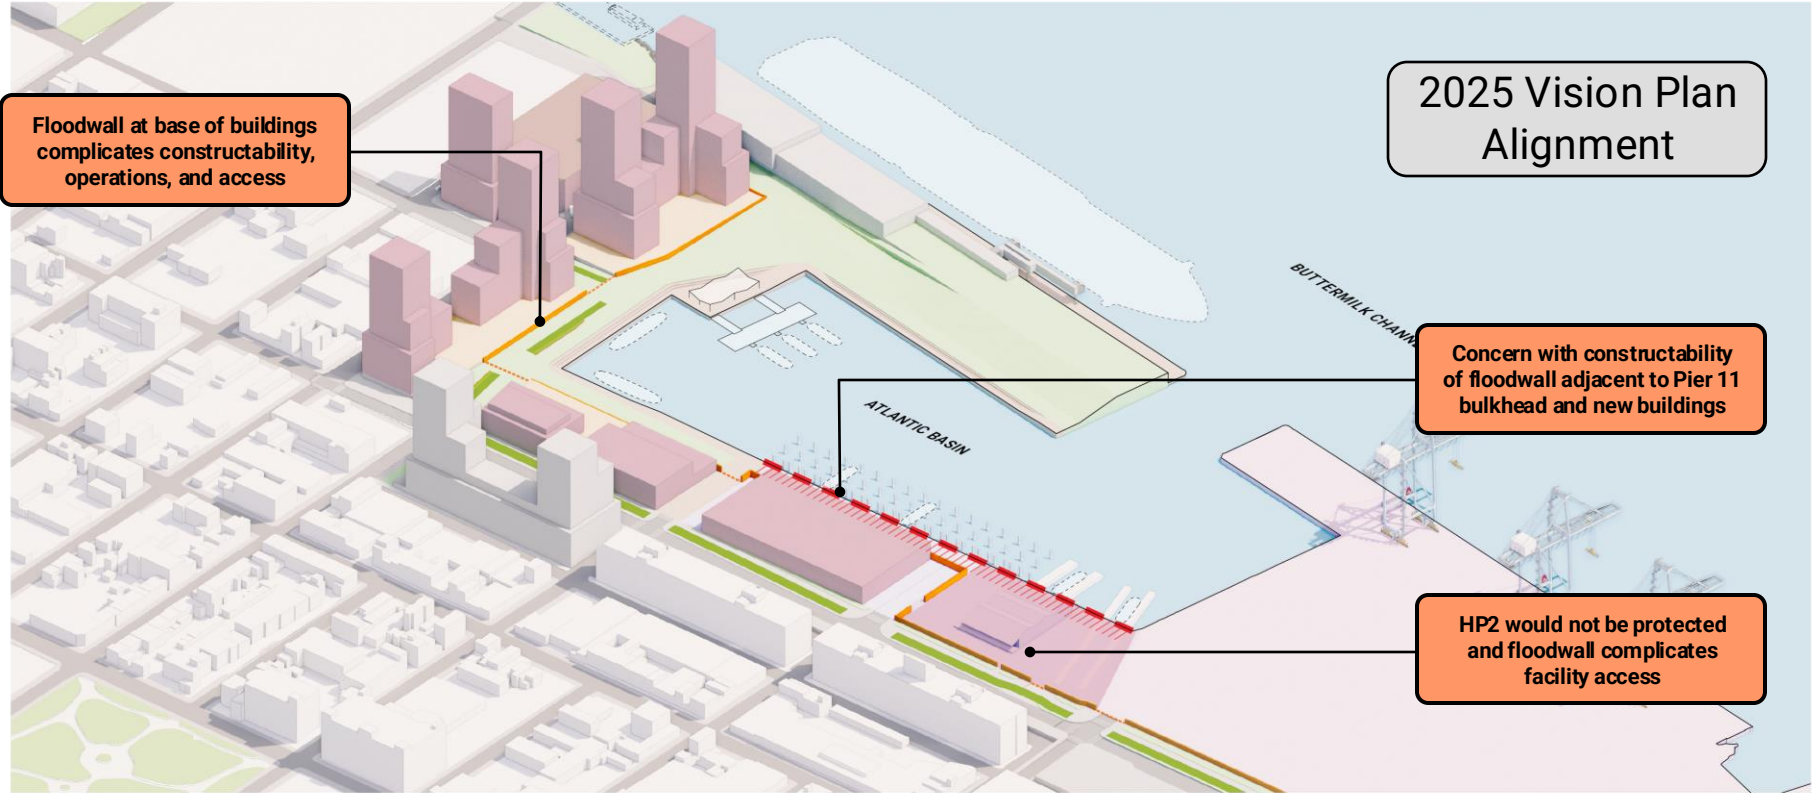 2025 Vision Plan
Alignment
Floodwall at base of buildings
complicates constructability,
operations, and access
BUTTERMILK
Concern with constructability
of floodwall adjacent to Pier 11
bulkhead and new buildings
ATLANTIC BASIN
HP2 would not be protected
and floodwall complicates
facility access